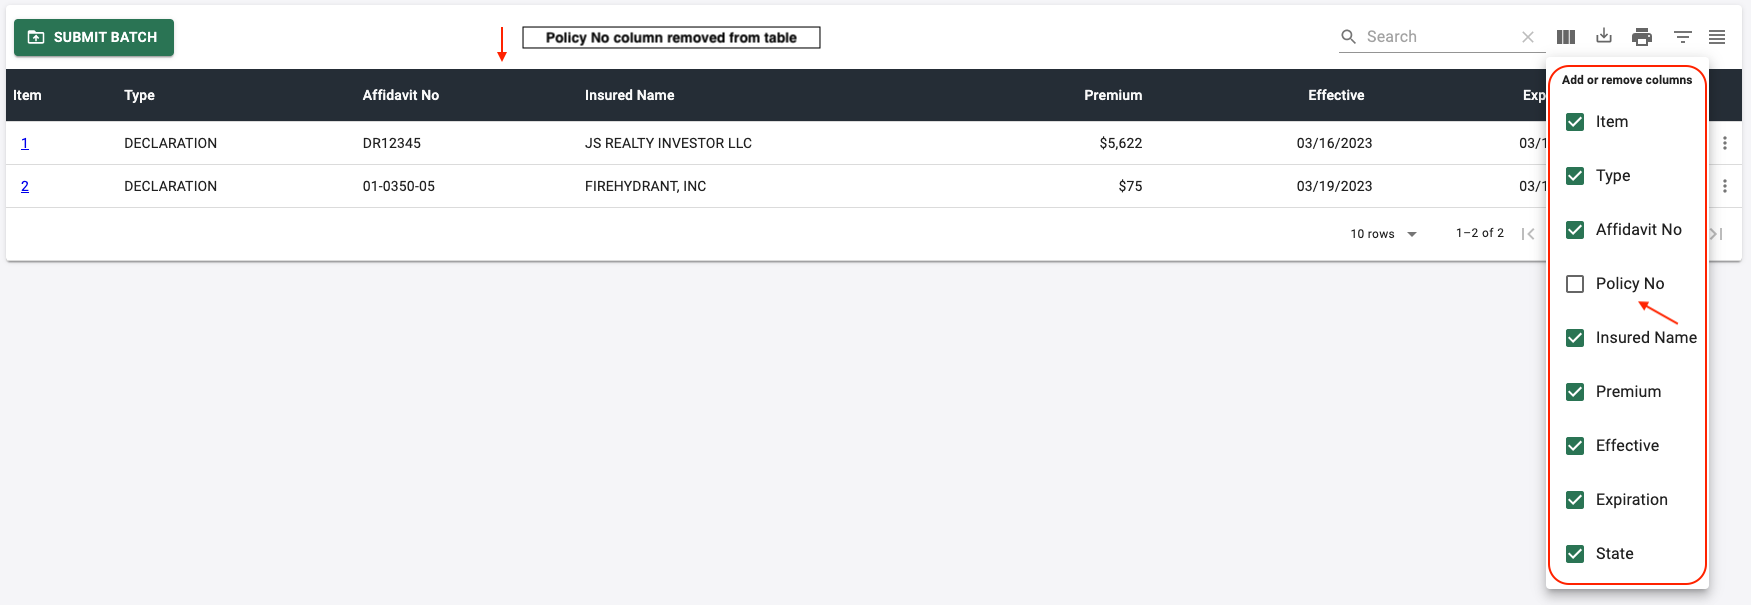 SUBMIT BATCH
Policy No column removed from table
Search
Add or remove columns
Item Type Affidavit No Insured Name Premium Effective Exp
1 DECLARATION DR12345 JS REALTY INVESTOR LLC $5,622 03/16/2023 03/1
2 DECLARATION 01-0350-05 FIREHYDRANT, INC $75 03/19/2023 03/1
10 rows 1–2 of 2
Item
Type
Affidavit No
Policy No
Insured Name
Premium
Effective
Expiration
State